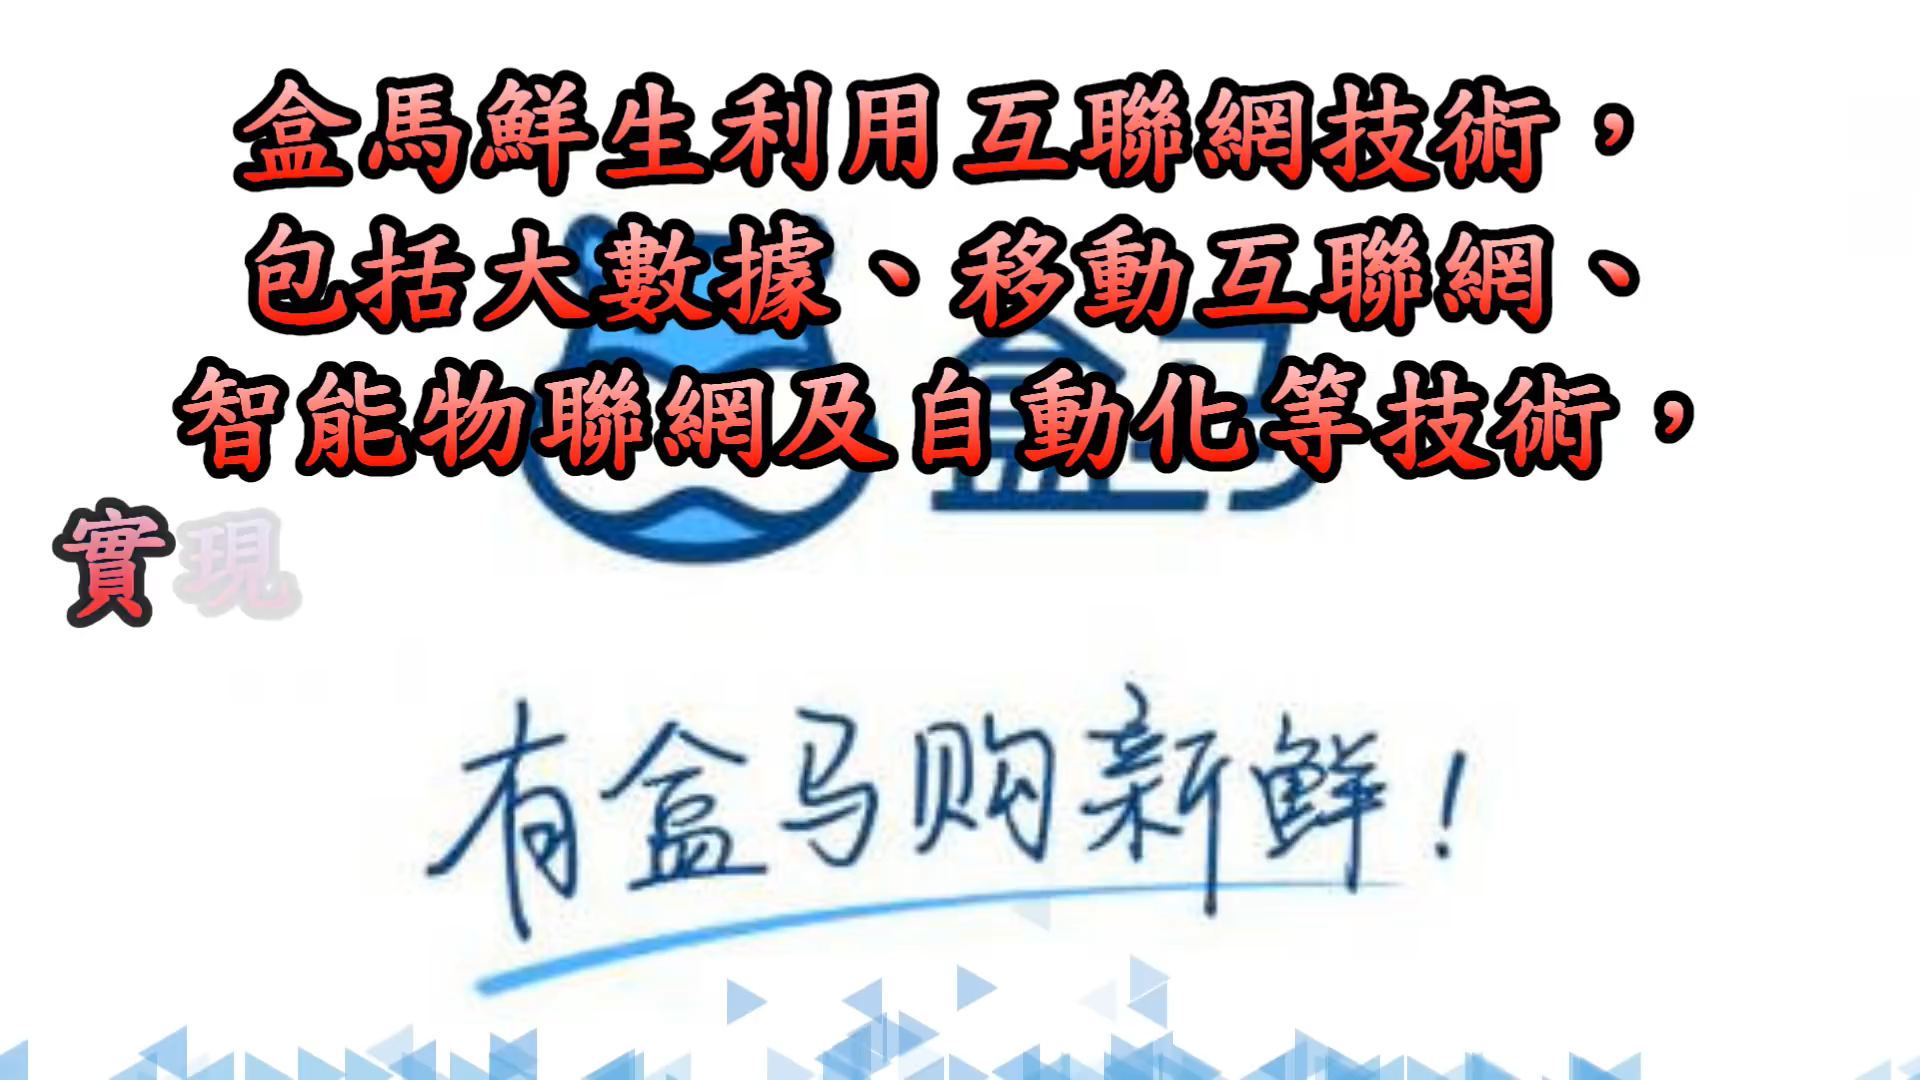 盒馬鮮生利用互聯網技術，
包括大數據、移動互聯網、
智能物聯網及自動化等技術，
實現
盒马
有盒马购新鲜！